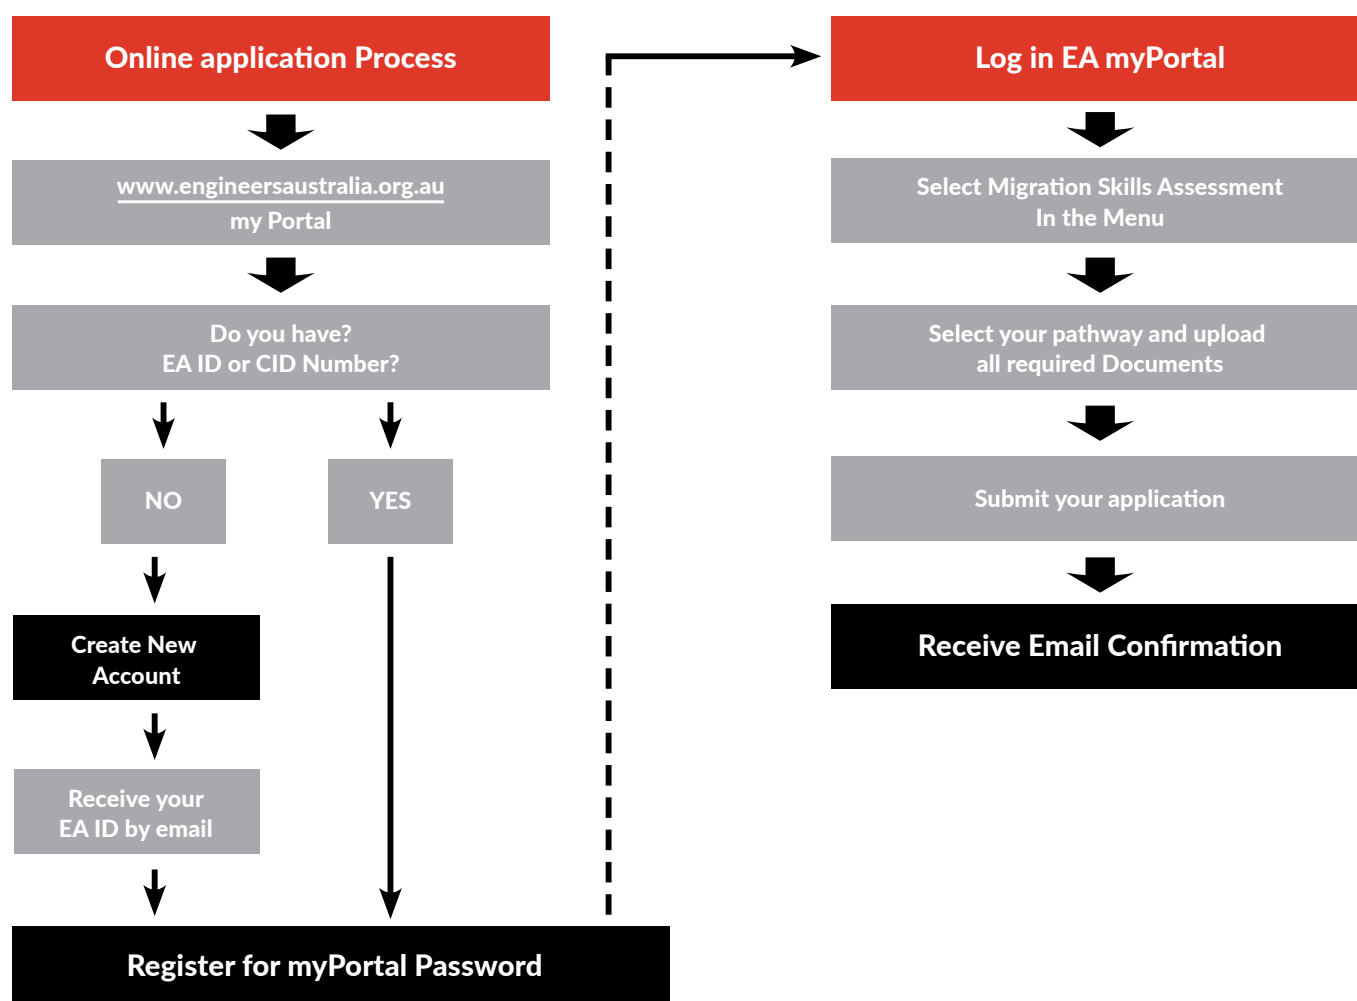 Online application Process
www.engineersaustralia.org.au
my Portal
Do you have?
EA ID or CID Number?
NO
YES
Create New
Account
Receive your
EA ID by email
Register for myPortal Password
Log in EA myPortal
Select Migration Skills Assessment
In the Menu
Select your pathway and upload
all required Documents
Submit your application
Receive Email Confirmation